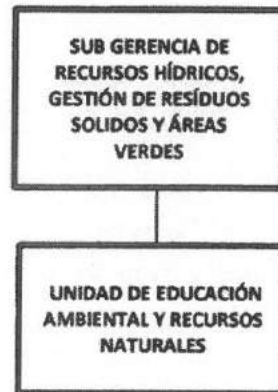 SUB GERENCIA DE
RECURSOS HÍDRICOS,
GESTIÓN DE RESÍDUOS
SOLIDOS Y ÁREAS
VERDES
UNIDAD DE EDUCACIÓN
AMBIENTAL Y RECURSOS
NATURALES